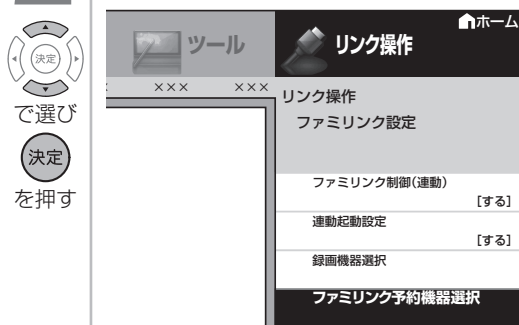 決定
で選び
決定
を押す
ホーム
ツール
リンク操作
××× ×××
リンク操作
ファミリンク設定
ファミリンク制御(連動)
[する]
連動起動設定
[する]
録画機器選択
ファミリンク予約機器選択